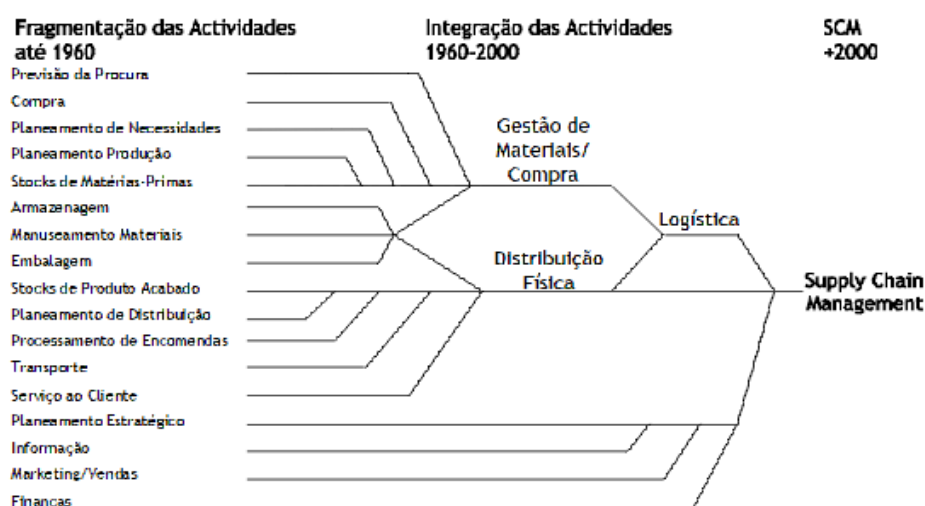 Fragmentação das Actividades
até 1960
Integração das Actividades
1960-2000
SCM
+2000
Previsão da Procura
Compra
Planeamento de Necessidades
Planeamento Produção
Stocks de Matérias-Primas
Armazenagem
Manuseamento Materiais
Embalagem
Stocks de Produto Acabado
Planeamento de Distribuição
Processamento de Encomendas
Transporte
Serviço ao Cliente
Planeamento Estratégico
Informação
Marketing/Vendas
Finanças
Gestão de
Materiais/
Compra
Distribuição
Física
Logística
Supply Chain
Management